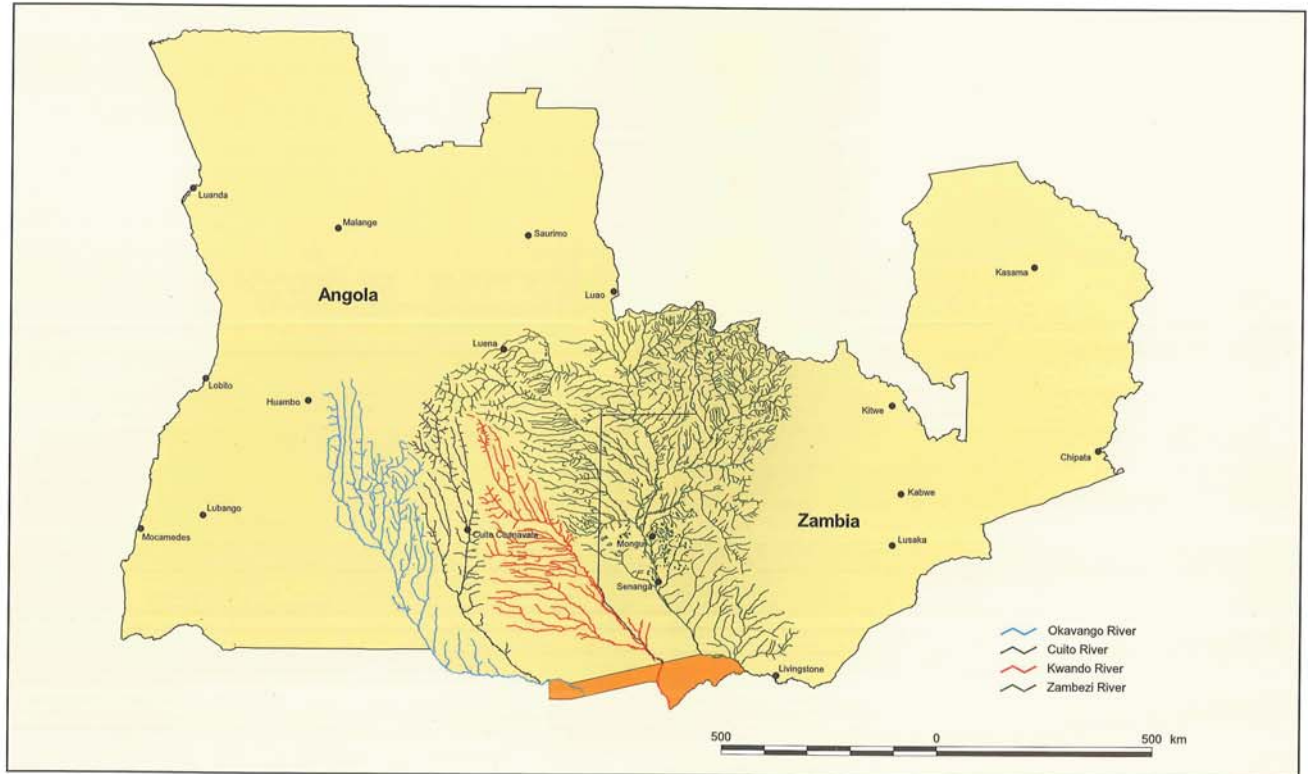 Luanda
Malange
Saurimo
Kasama
Angola
Luao
Luena
Lobito
Huambo
Kitwe
Chipata
Kabwe
Lubango
Zambia
Mocamedes
Cuito Cuanavale
Mongu
Lusaka
Senanga
Livingstone
Okavango River
Cuito River
Kwando River
Zambezi River
500 0 500 km